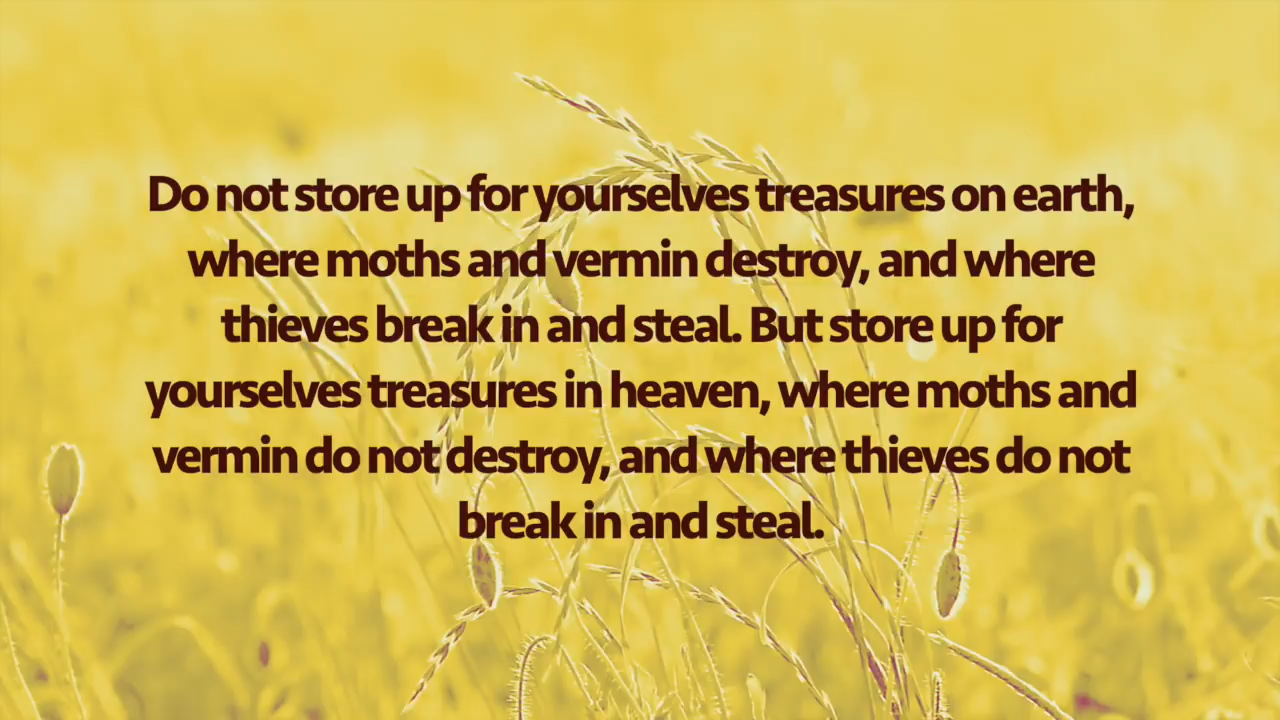 Do not store up for yourselves treasures on earth,
where moths and vermin destroy, and where
thieves break in and steal. But store up for
yourselves treasures in heaven, where moths and
vermin do not destroy, and where thieves do not
break in and steal.